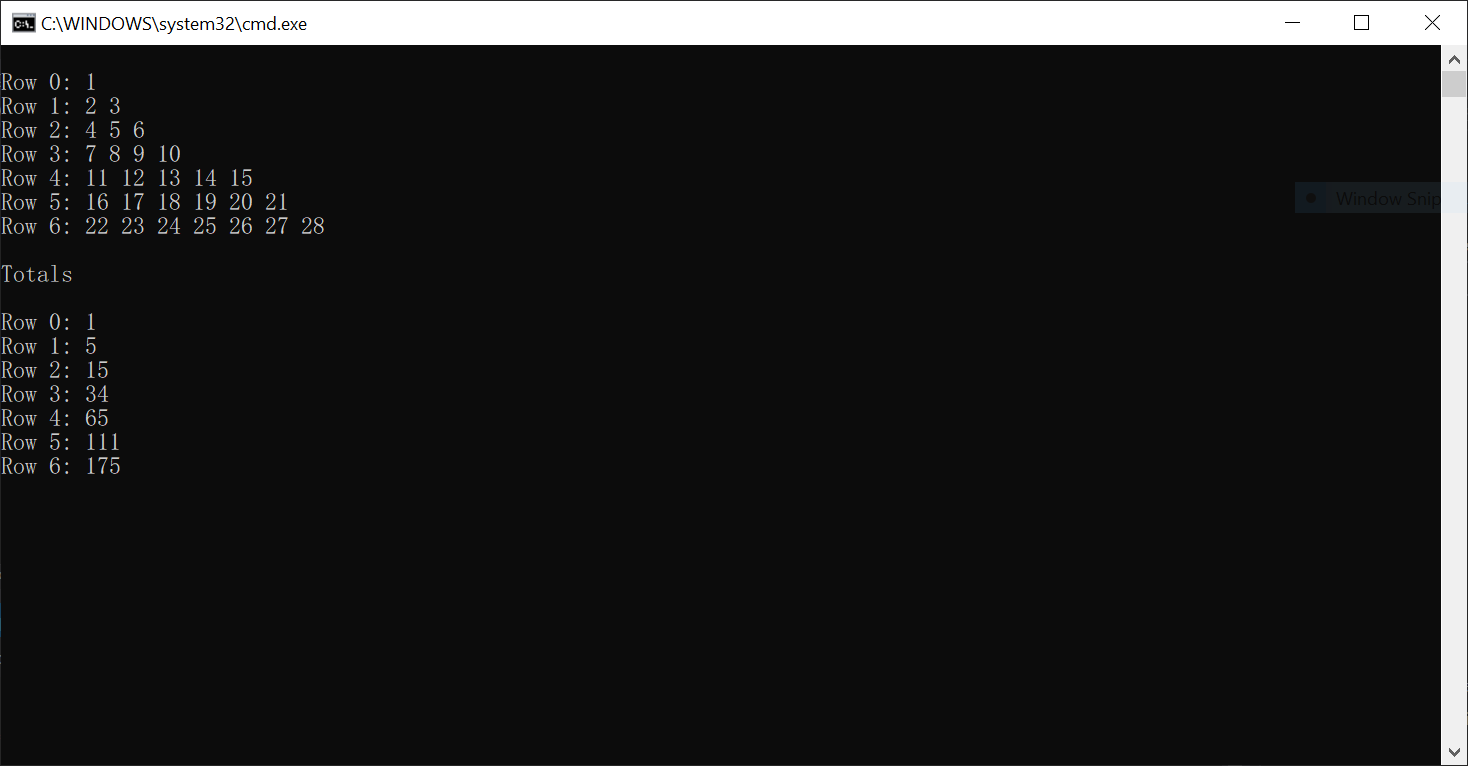 C:\WINDOWS\system32\cmd.exe
Row 0: 1
Row 1: 2 3
Row 2: 4 5 6
Row 3: 7 8 9 10
Row 4: 11 12 13 14 15
Row 5: 16 17 18 19 20 21
Row 6: 22 23 24 25 26 27 28
Window Snip
Totals
Row 0: 1
Row 1: 5
Row 2: 15
Row 3: 34
Row 4: 65
Row 5: 111
Row 6: 175